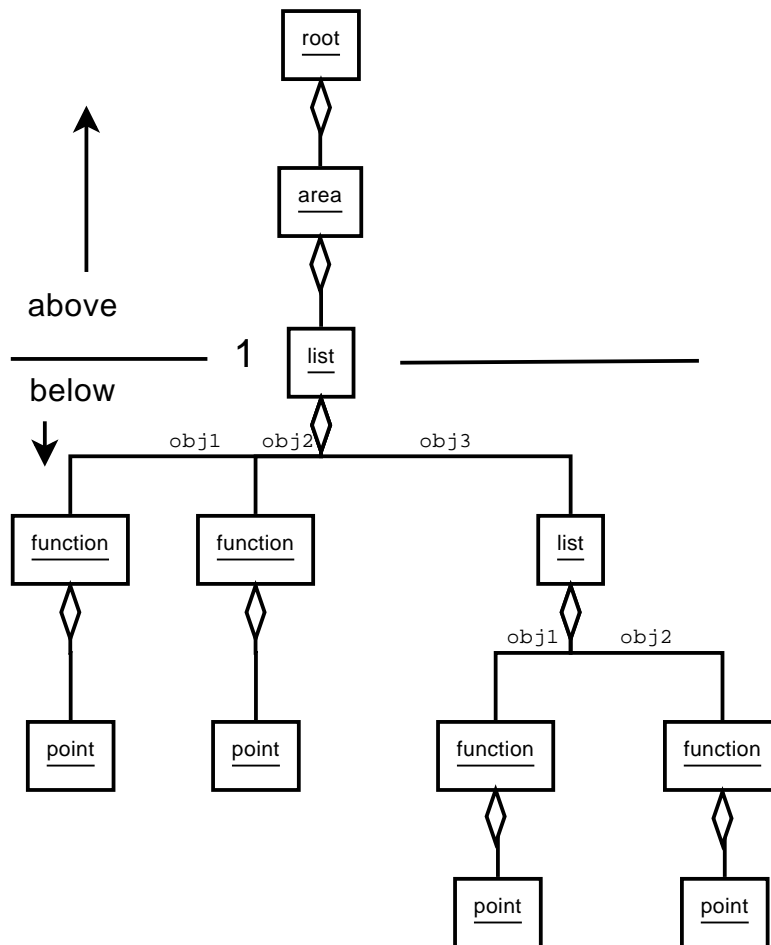 root
area
above
1
list
below
obj1 obj2 obj3
function function list
obj1 obj2
point point function function
point point